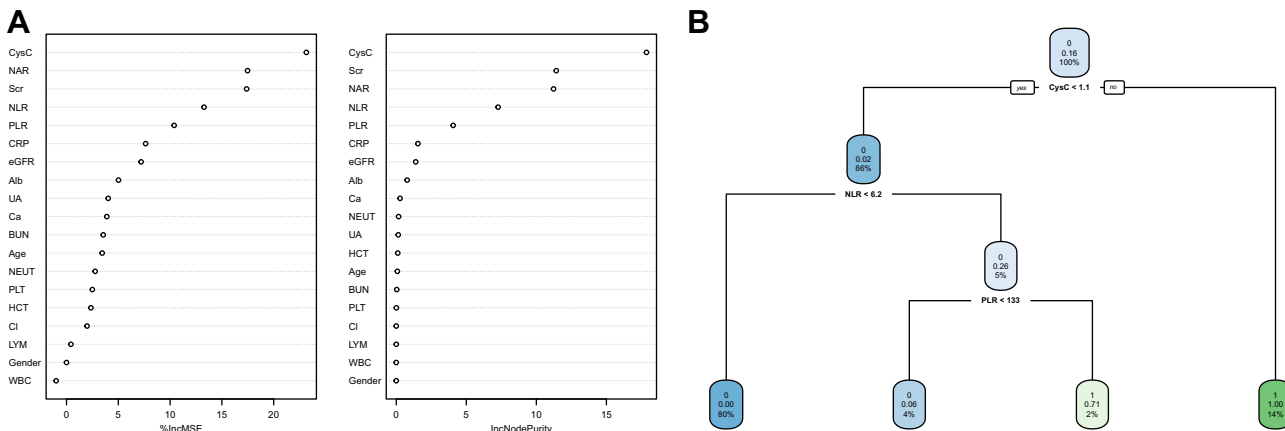 A
CysC
NAR
Scr
NLR
PLR
CRP
eGFR
Alb
UA
Ca
BUN
Age
NEUT
PLT
HCT
Cl
LYM
Gender
WBC
0 5 10 15 20
%IncMSE
CysC
Scr
NAR
NLR
PLR
CRP
eGFR
Alb
Ca
NEUT
UA
HCT
Age
BUN
PLT
Cl
LYM
WBC
Gender
0 5 10 15
IncNodePurity
B
0
0.16
100%
yes CysC < 1.1 no
0
0.02
86%
NLR < 6.2
0
0.26
5%
PLR < 133
0
0.00
80%
0
0.06
4%
1
0.71
2%
1
1.00
14%